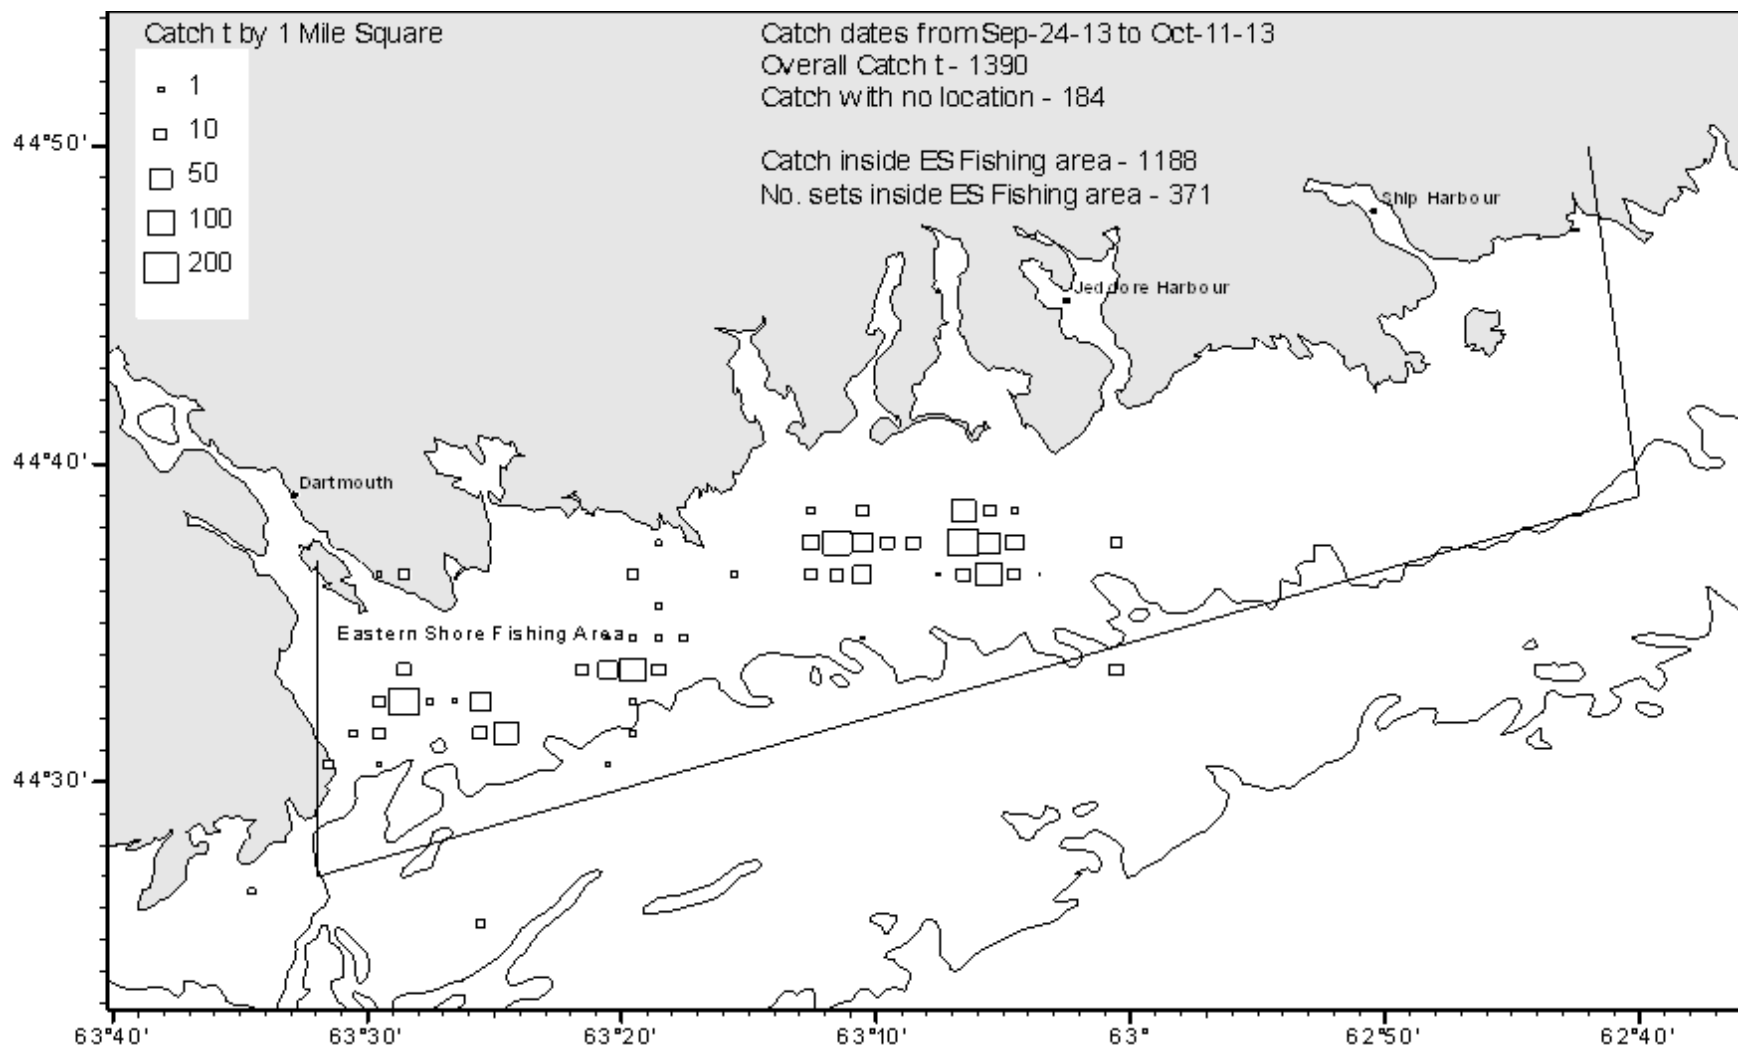 Catch t by 1 Mile Square
1
10
50
100
200
Catch dates from Sep-24-13 to Oct-11-13
Overall Catch t - 1390
Catch with no location - 184
Catch inside ES Fishing area - 1188
No. sets inside ES Fishing area - 371
Ship Harbour
Jeddore Harbour
Dartmouth
Eastern Shore Fishing Area
44°50'
44°40'
44°30'
63°40'
63°30'
63°20'
63°10'
63°
62°50'
62°40'